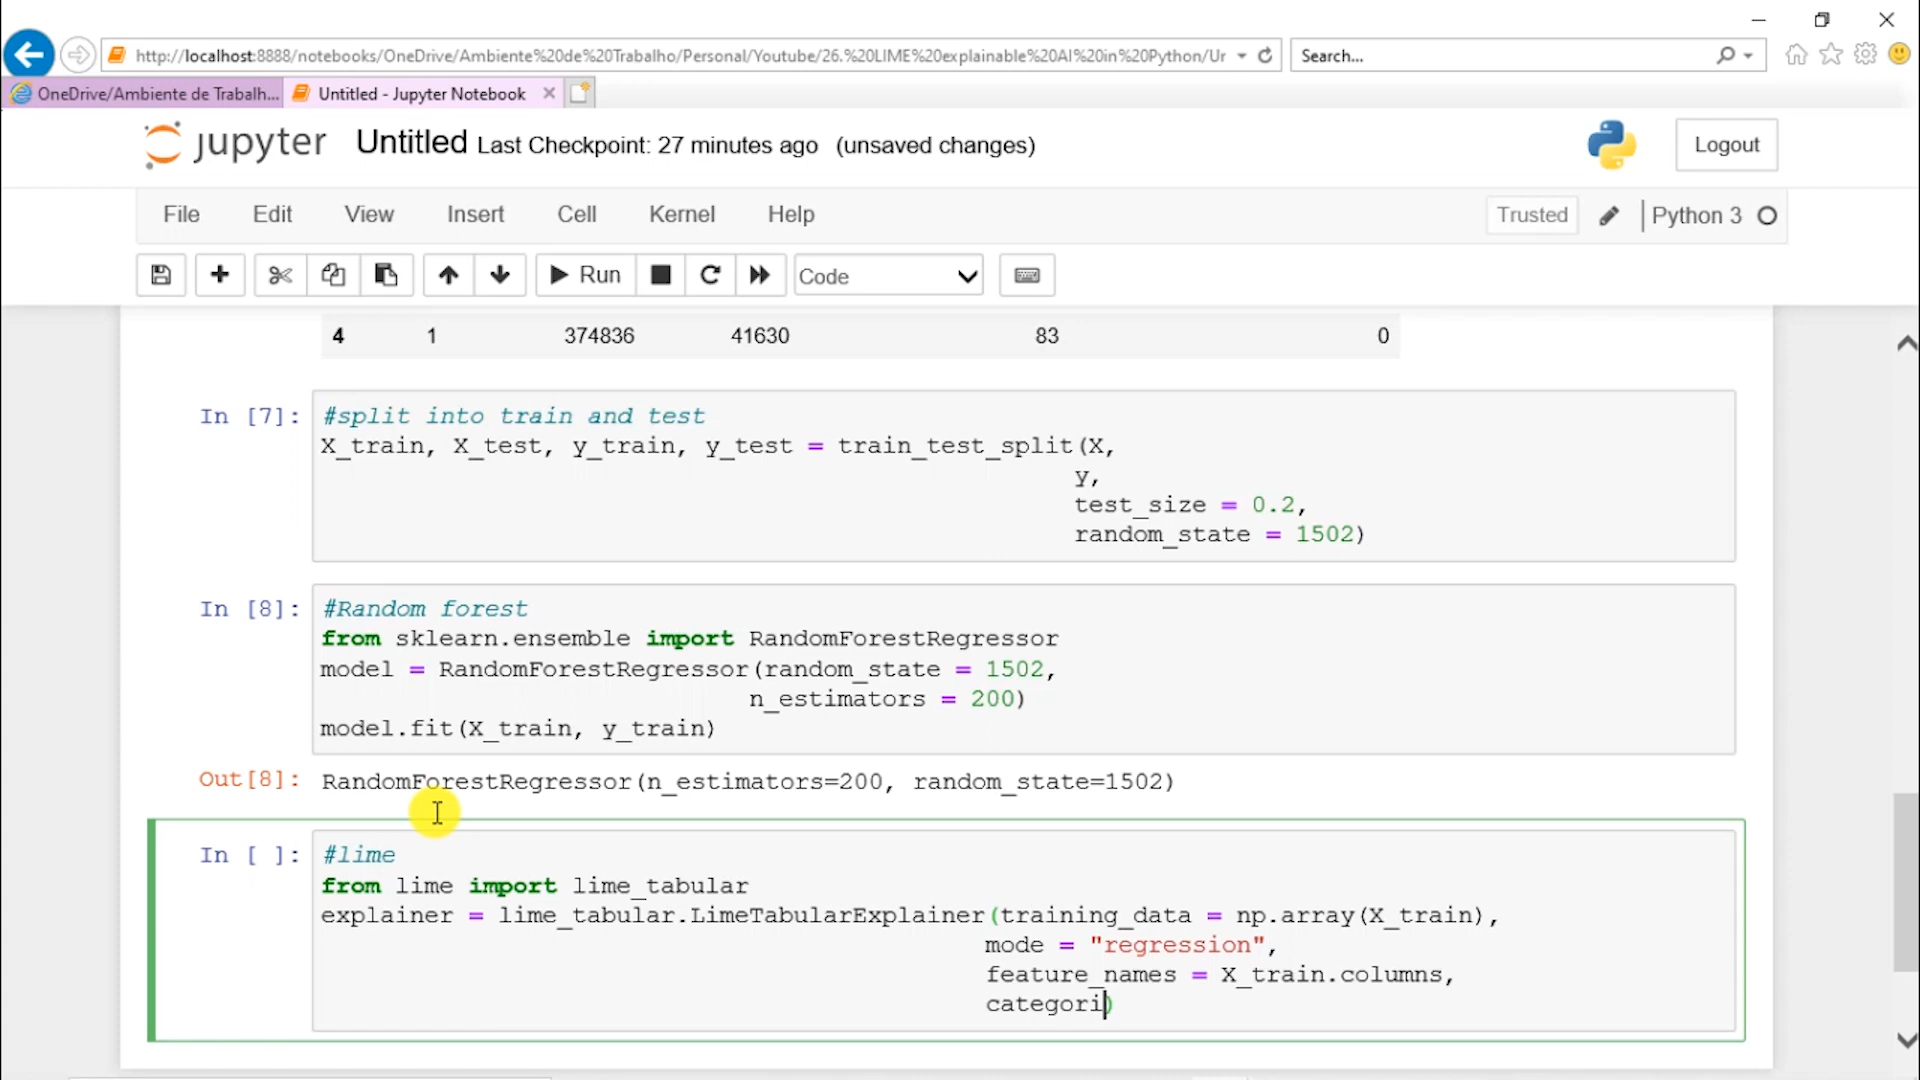 http://localhost:8888/notebooks/OneDrive/Ambiente%20de%20Trabalho/Personal/Youtube/26.%20LIME%20explainable%20AI%20in%20Python/Ur
Search...
OneDrive/Ambiente de Trabalh...
Untitled - Jupyter Notebook
jupyter Untitled Last Checkpoint: 27 minutes ago (unsaved changes)
Logout
File Edit View Insert Cell Kernel Help
Trusted
Python 3
Run
Code
4 1 374836 41630 83 0
In [7]: #split into train and test
X_train, X_test, y_train, y_test = train_test_split(X,
y,
test_size = 0.2,
random_state = 1502)
In [8]: #Random forest
from sklearn.ensemble import RandomForestRegressor
model = RandomForestRegressor(random_state = 1502,
n_estimators = 200)
model.fit(X_train, y_train)
Out[8]: RandomForestRegressor(n_estimators=200, random_state=1502)
In [ ]: #lime
from lime import lime_tabular
explainer = lime_tabular.LimeTabularExplainer(training_data = np.array(X_train),
mode = "regression",
feature_names = X_train.columns,
categori)